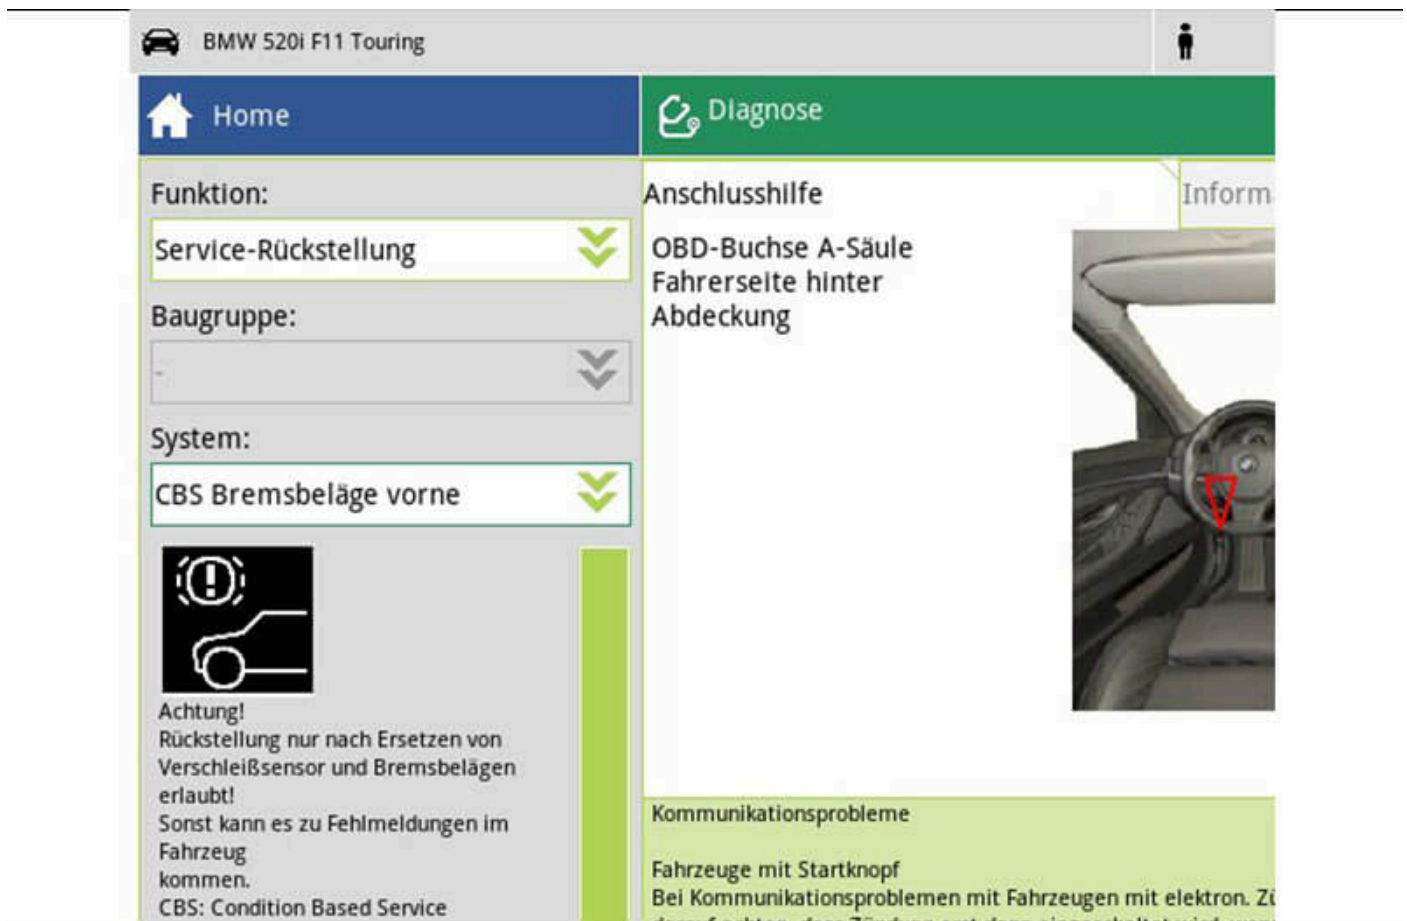 BMW 520i F11 Touring
Home
Diagnose
Funktion:
Service-Rückstellung
Baugruppe:
-
System:
CBS Bremsbeläge vorne
Achtung!
Rückstellung nur nach Ersetzen von
Verschleißsensor und Bremsbelägen
erlaubt!
Sonst kann es zu Fehlmeldungen im
Fahrzeug
kommen.
CBS: Condition Based Service
Anschlusshilfe
Inform
OBD-Buchse A-Säule
Fahrerseite hinter
Abdeckung
Kommunikationsprobleme
Fahrzeuge mit Startknopf
Bei Kommunikationsproblemen mit Fahrzeugen mit elektron.